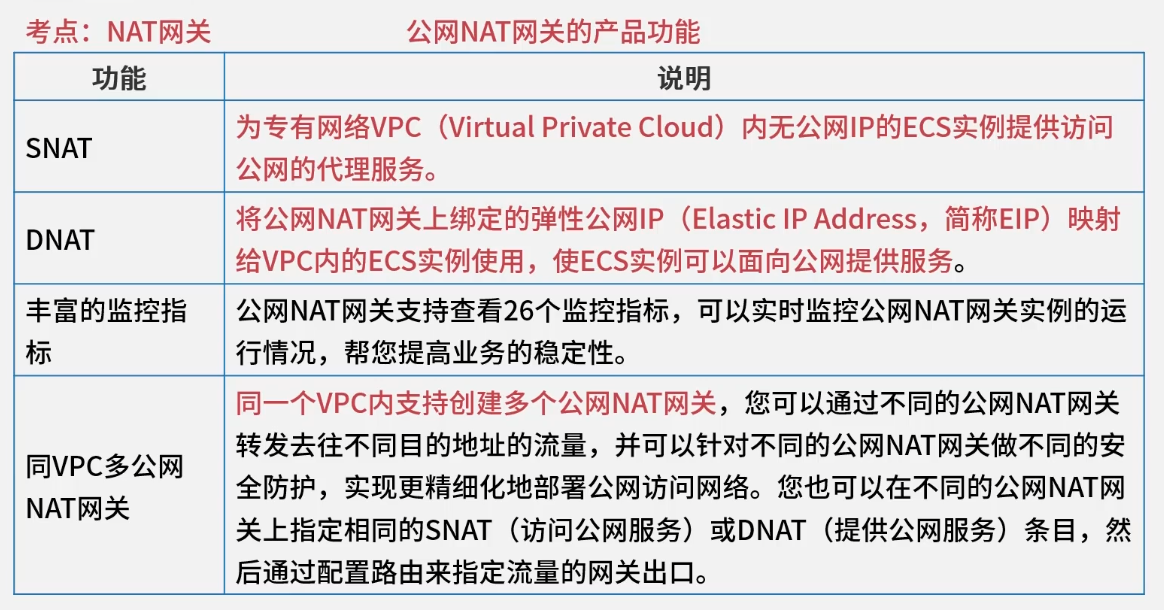 考点：NAT网关
公网NAT网关的产品功能
功能
说明
SNAT
为专有网络VPC（Virtual Private Cloud）内无公网IP的ECS实例提供访问
公网的代理服务。
DNAT
将公网NAT网关上绑定的弹性公网IP（Elastic IP Address，简称EIP）映射
给VPC内的ECS实例使用，使ECS实例可以面向公网提供服务。
丰富的监控指
标
公网NAT网关支持查看26个监控指标，可以实时监控公网NAT网关实例的运
行情况，帮您提高业务的稳定性。
同VPC多公网
NAT网关
同一个VPC内支持创建多个公网NAT网关，您可以通过不同的公网NAT网关
转发去往不同目的地址的流量，并可以针对不同的公网NAT网关做不同的安
全防护，实现更精细化地部署公网访问网络。您也可以在不同的公网NAT网
关上指定相同的SNAT（访问公网服务）或DNAT（提供公网服务）条目，然
后通过配置路由来指定流量的网关出口。